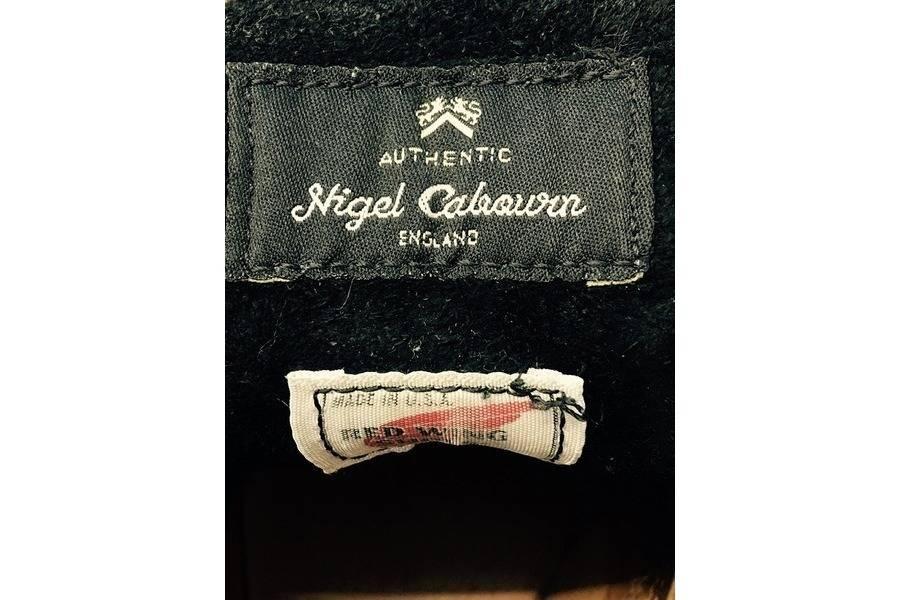 AUTHENTIC
Nigel Cabourn
ENGLAND
MADE IN U.S.A.
RED WING